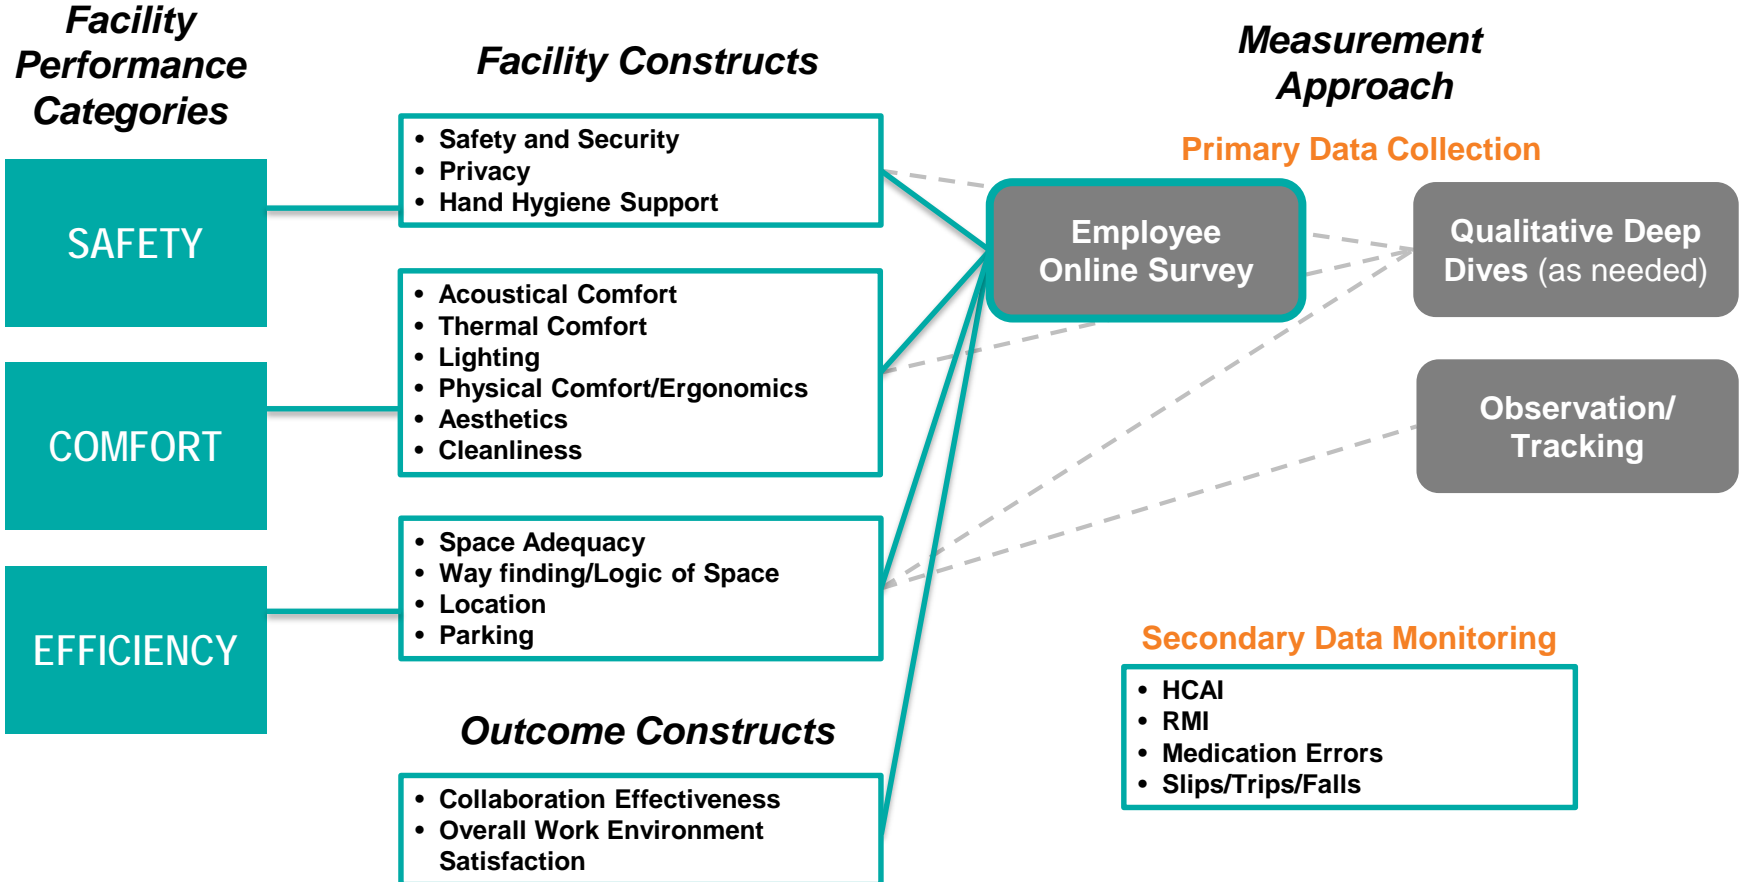 Facility
Performance
Categories
Facility Constructs
Measurement
Approach
SAFETY
COMFORT
EFFICIENCY
• Safety and Security
• Privacy
• Hand Hygiene Support
• Acoustical Comfort
• Thermal Comfort
• Lighting
• Physical Comfort/Ergonomics
• Aesthetics
• Cleanliness
• Space Adequacy
• Way finding/Logic of Space
• Location
• Parking
Outcome Constructs
• Collaboration Effectiveness
• Overall Work Environment
Satisfaction
Primary Data Collection
Employee
Online Survey
Qualitative Deep
Dives (as needed)
Observation/
Tracking
Secondary Data Monitoring
• HCAI
• RMI
• Medication Errors
• Slips/Trips/Falls